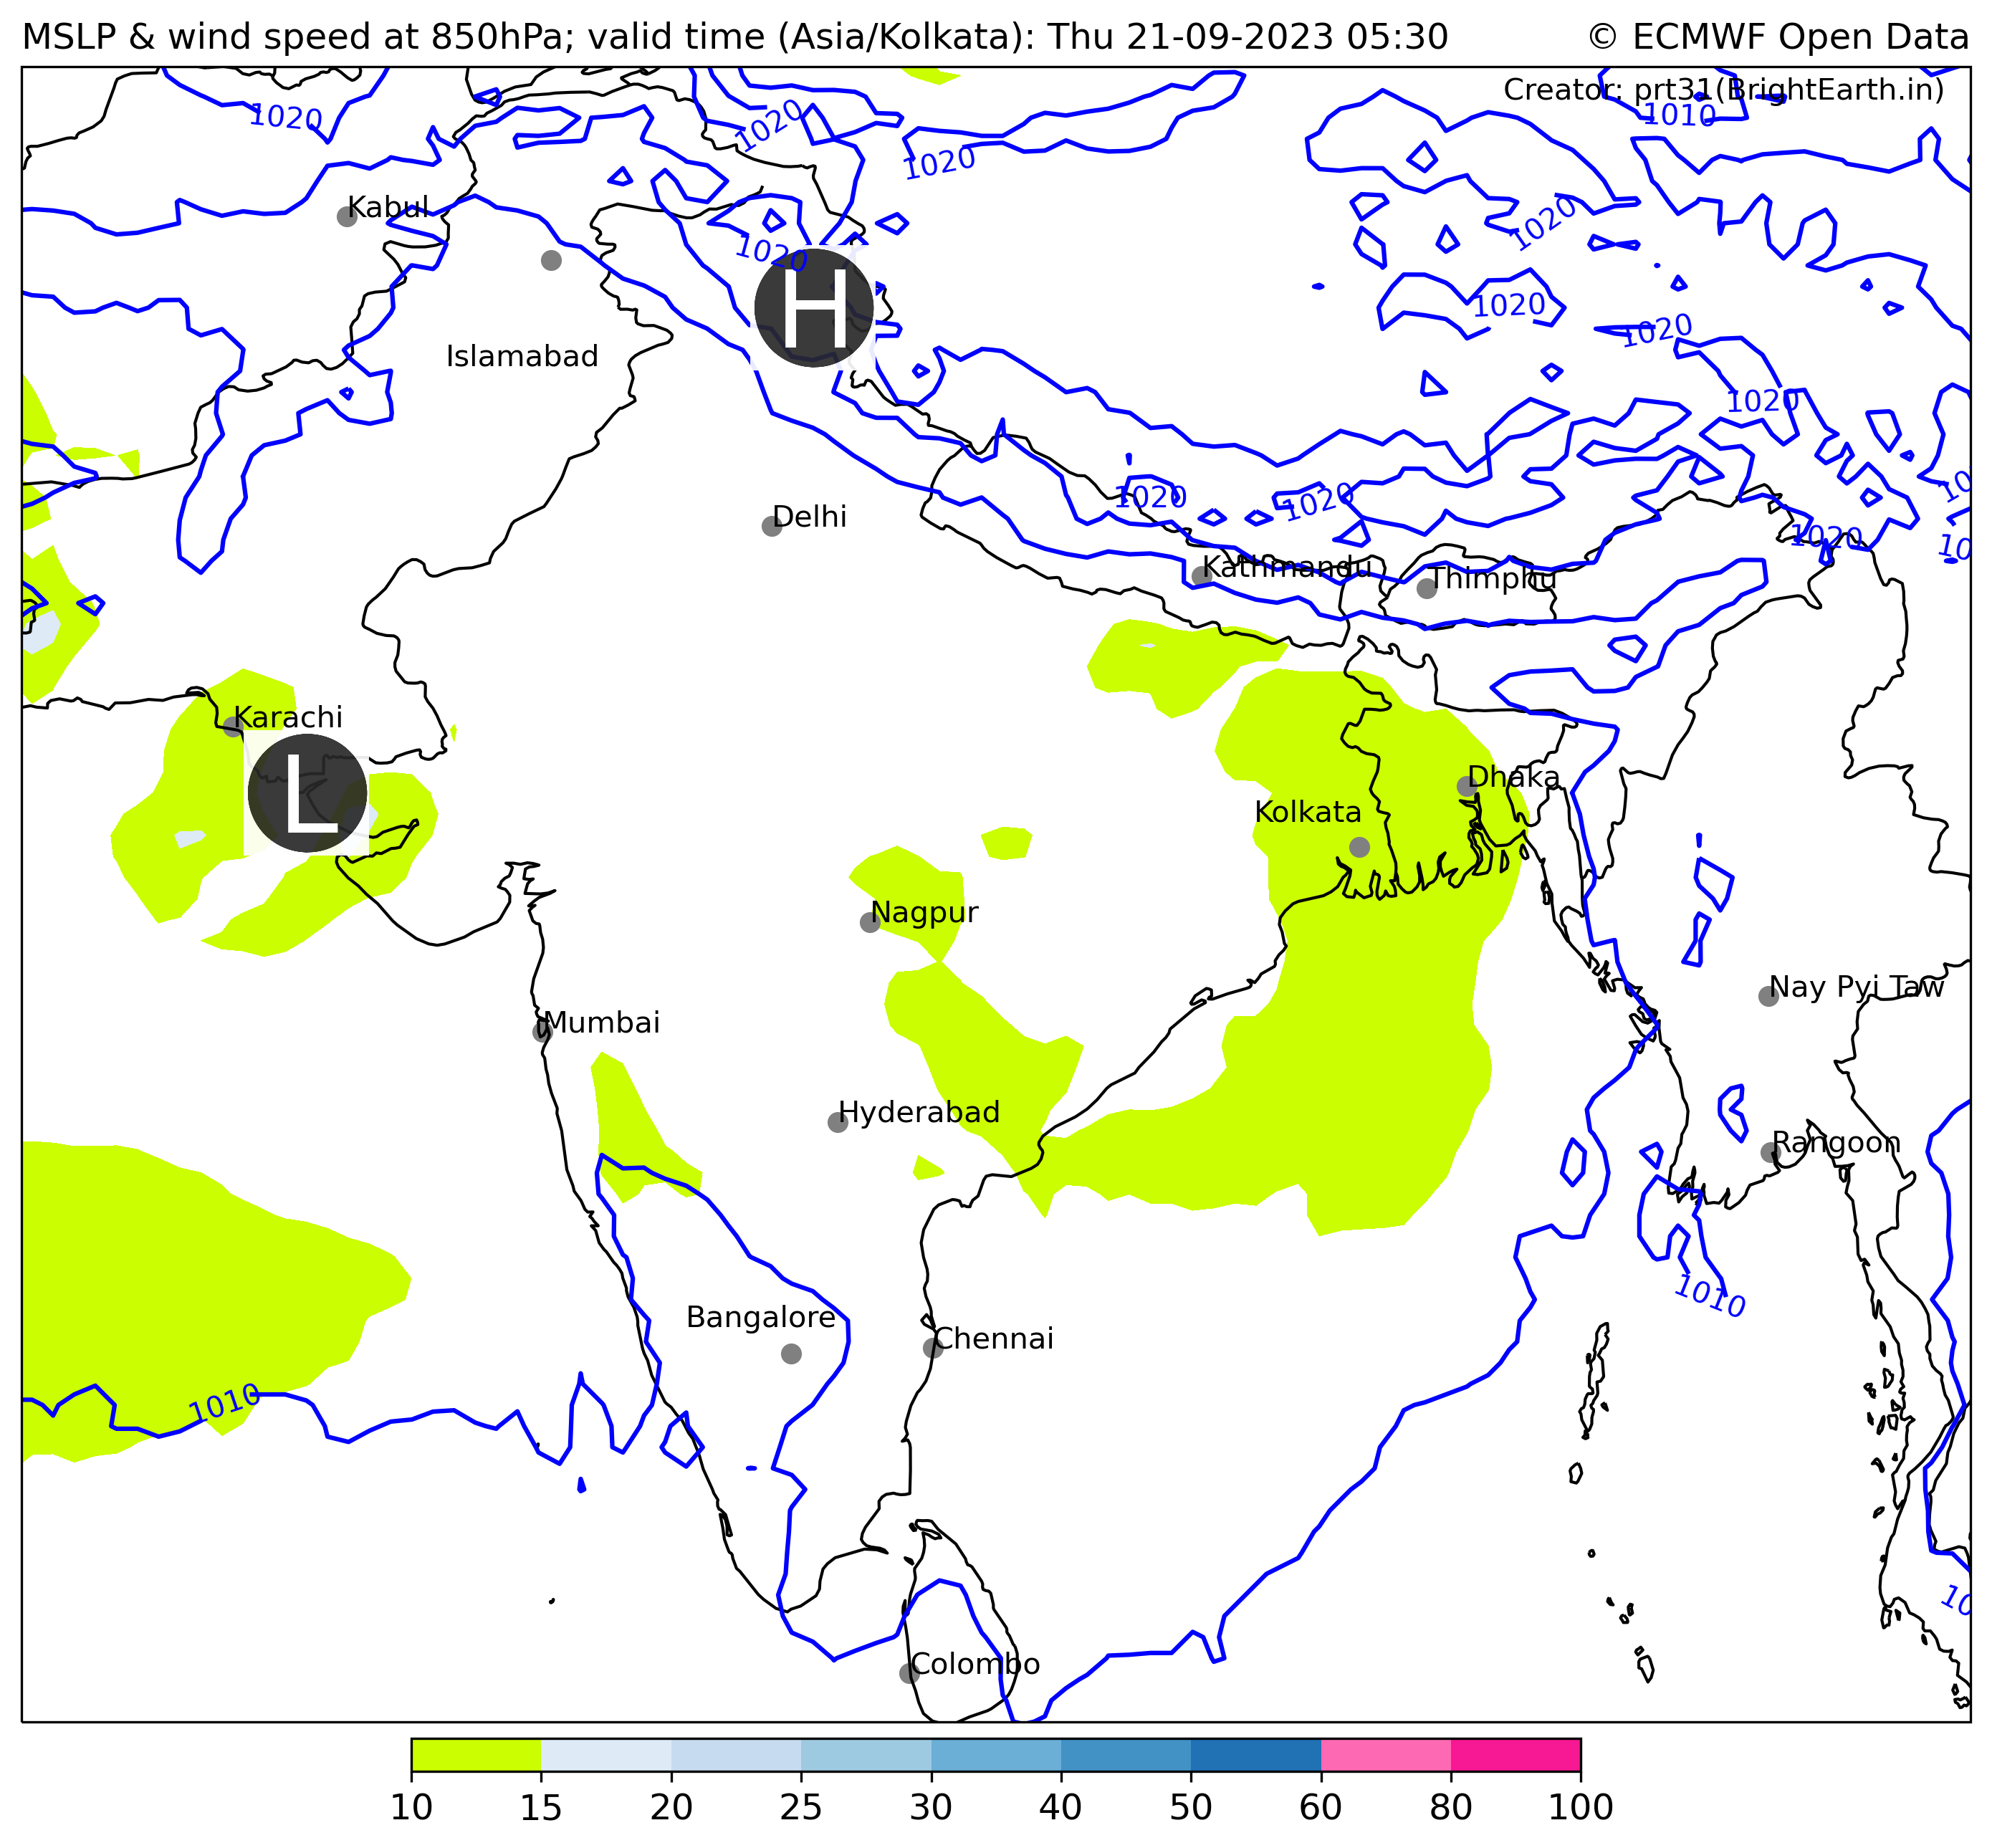 MSLP & wind speed at 850hPa; valid time (Asia/Kolkata): Thu 21-09-2023 05:30 © ECMWF Open Data
Creator: prt31(BrightEarth.in)
1020
1020
1020
1010
Kabul
1020
1020
H
1020
1020
Islamabad
1020
Delhi
1020
1020
10
1020
10
Kathmandu
Thimphu
Karachi
L
Dhaka
Kolkata
Nagpur
Nay Pyi Taw
Mumbai
Hyderabad
Rangoon
1010
Bangalore
Chennai
1010
10
Colombo
10 15 20 25 30 40 50 60 80 100